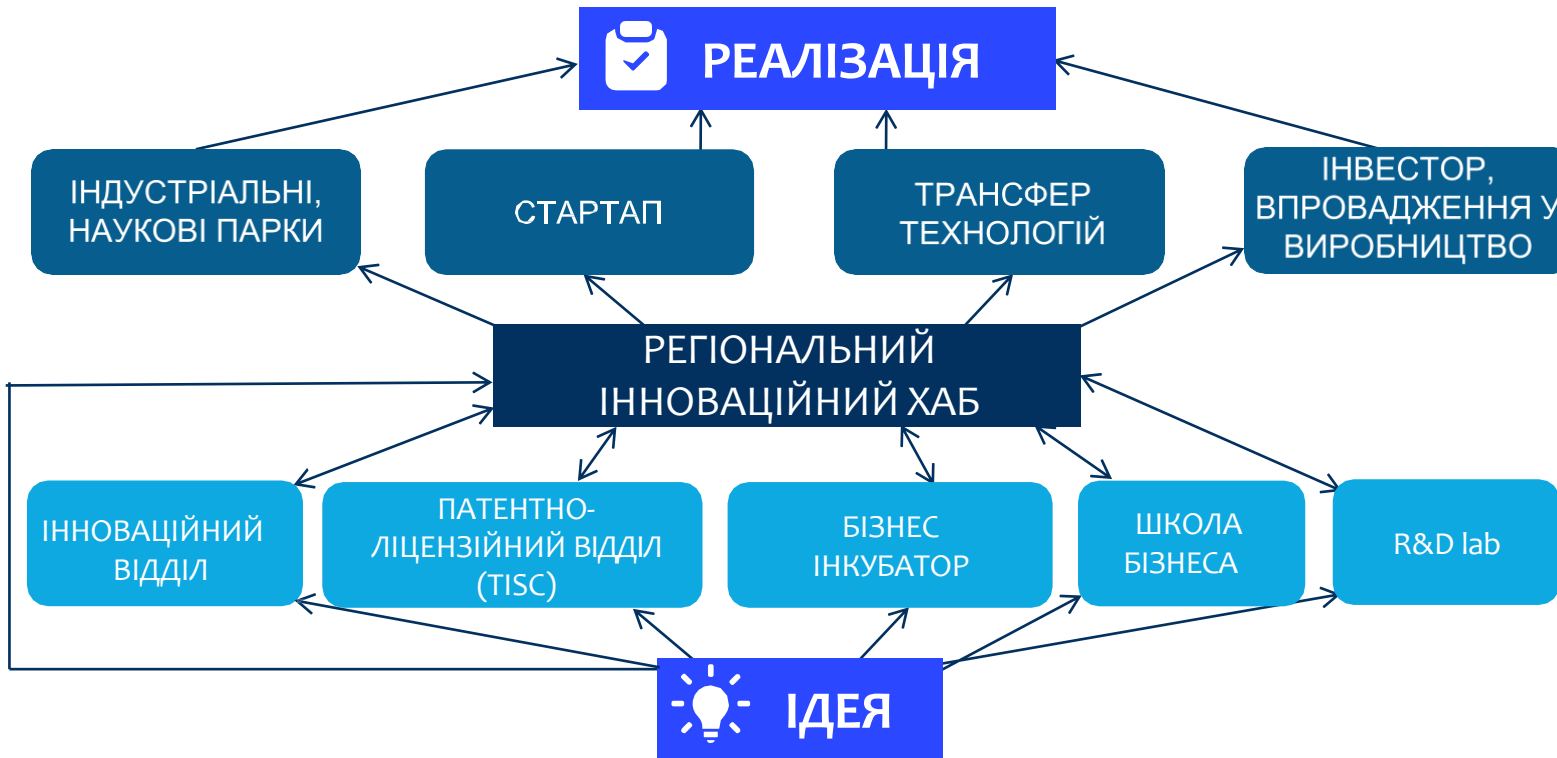 РЕАЛІЗАЦІЯ
ІНДУСТРІАЛЬНІ,
НАУКОВІ ПАРКИ
СТАРТАП
ТРАНСФЕР
ТЕХНОЛОГІЙ
ІНВЕСТОР,
ВПРОВАДЖЕННЯ У
ВИРОБНИЦТВО
РЕГІОНАЛЬНИЙ
ІННОВАЦІЙНИЙ ХАБ
ІННОВАЦІЙНИЙ
ВІДДІЛ
ПАТЕНТНО-
ЛІЦЕНЗІЙНИЙ ВІДДІЛ
(TISC)
БІЗНЕС
ІНКУБАТОР
ШКОЛА
БІЗНЕСА
R&D lab
ІДЕЯ